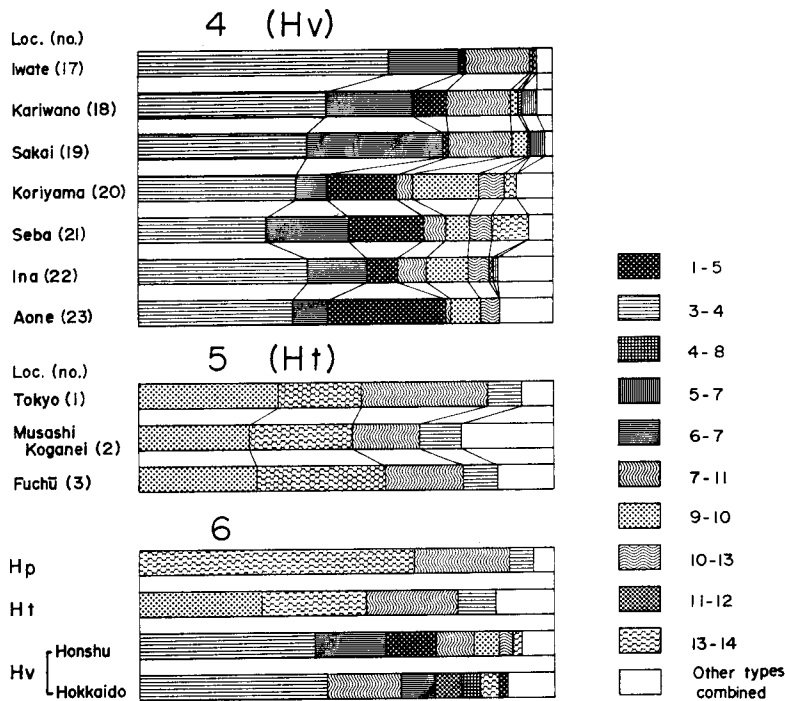 4 (Hv)
Loc. (no.)
Iwate (17)
Kariwano (18)
Sakai (19)
Koriyama (20)
Seba (21)
Ina (22)
Aone (23)
5 (Ht)
Loc. (no.)
Tokyo (1)
Musashi
Koganei (2)
Fuchū (3)
6
Hp
Ht
Hv
Honshu
Hokkaido
1-5
3-4
4-8
5-7
6-7
7-11
9-10
10-13
11-12
13-14
Other types
combined